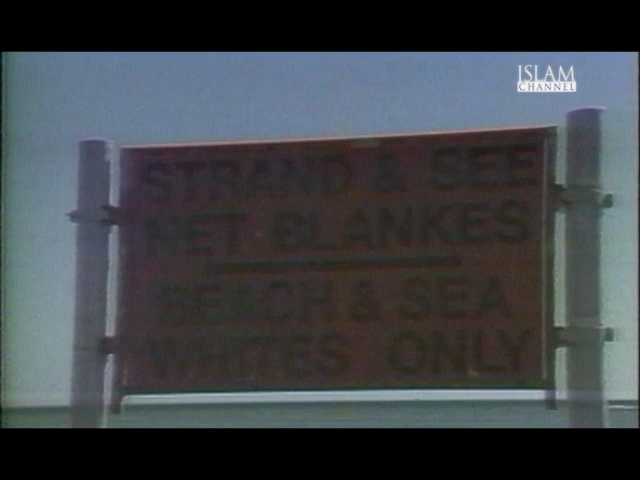 ISLAM
CHANNEL
STRAND & SEE
NET BLANKES
BEACH & SEA
WHITES ONLY